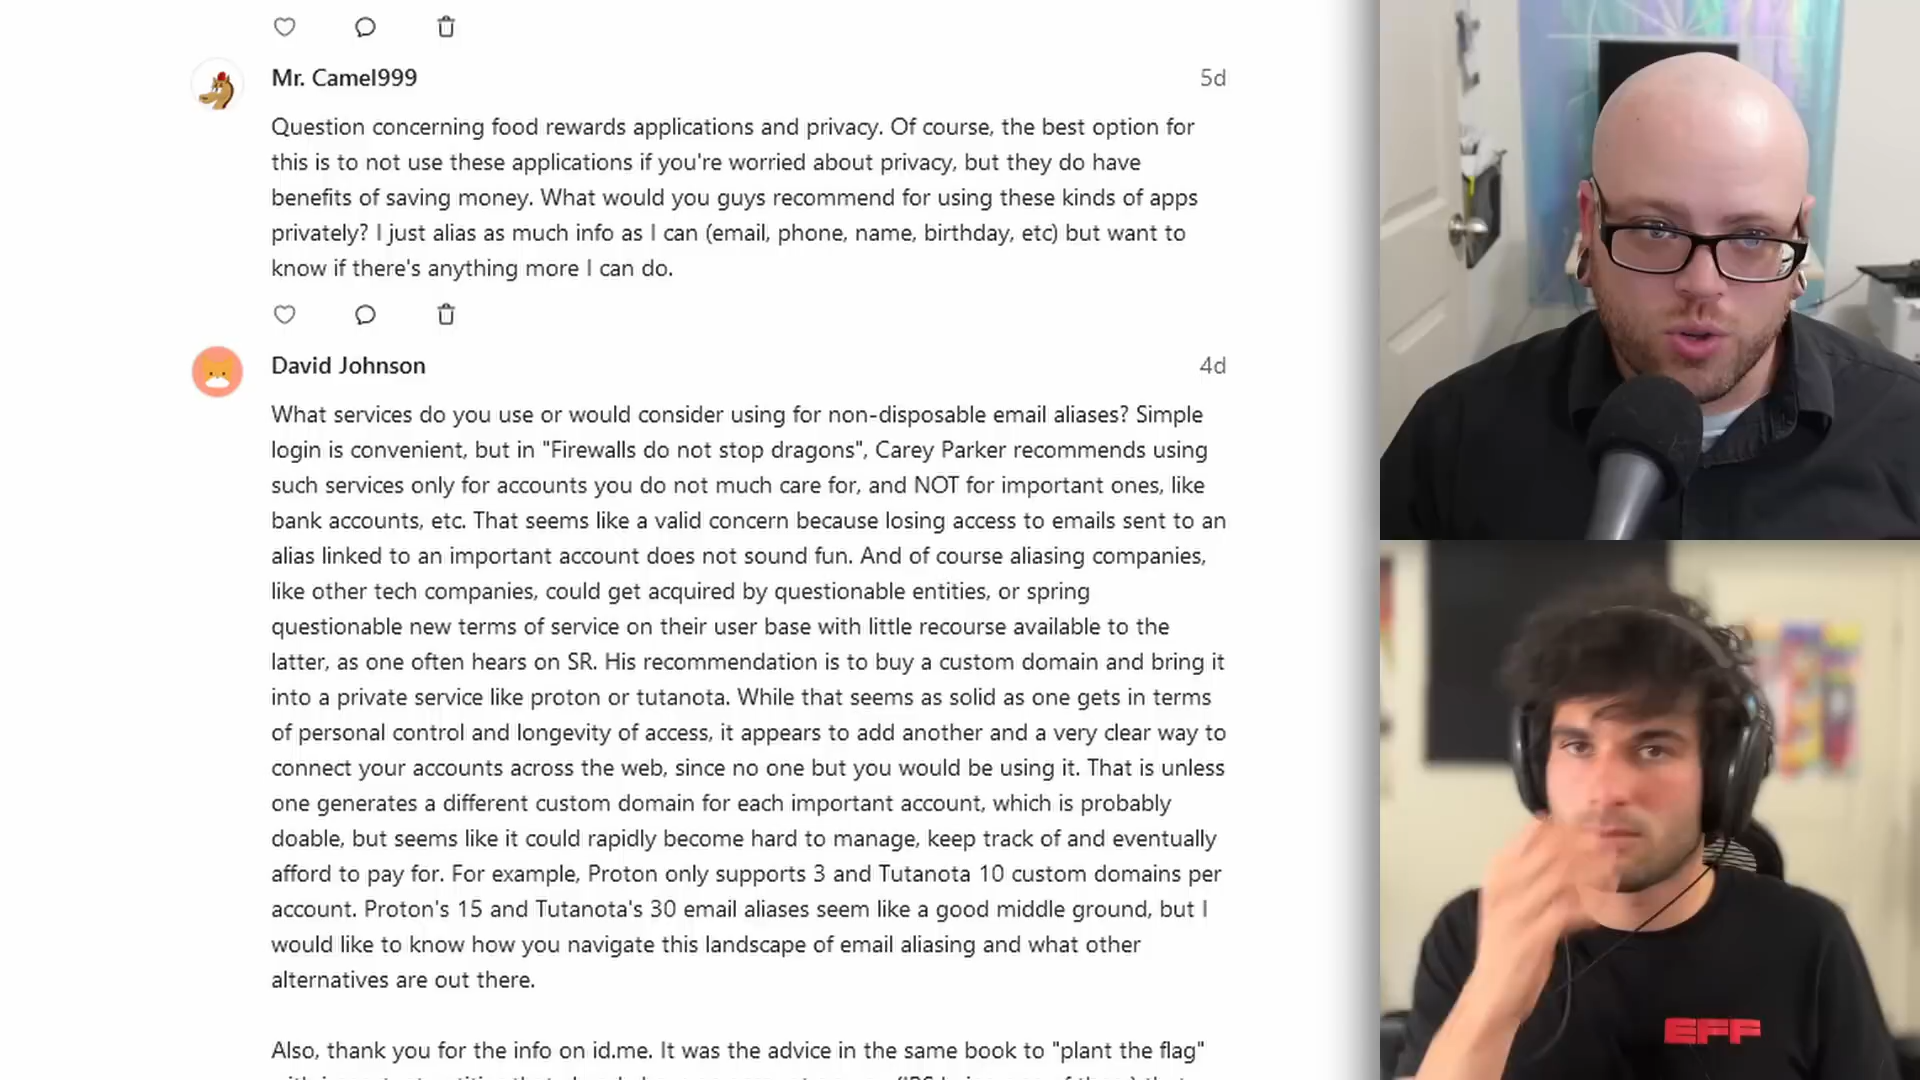 Mr. Camel999
5d
Question concerning food rewards applications and privacy. Of course, the best option for
this is to not use these applications if you're worried about privacy, but they do have
benefits of saving money. What would you guys recommend for using these kinds of apps
privately? I just alias as much info as I can (email, phone, name, birthday, etc) but want to
know if there's anything more I can do.
David Johnson
4d
What services do you use or would consider using for non-disposable email aliases? Simple
login is convenient, but in "Firewalls do not stop dragons", Carey Parker recommends using
such services only for accounts you do not much care for, and NOT for important ones, like
bank accounts, etc. That seems like a valid concern because losing access to emails sent to an
alias linked to an important account does not sound fun. And of course aliasing companies,
like other tech companies, could get acquired by questionable entities, or spring
questionable new terms of service on their user base with little recourse available to the
latter, as one often hears on SR. His recommendation is to buy a custom domain and bring it
into a private service like proton or tutanota. While that seems as solid as one gets in terms
of personal control and longevity of access, it appears to add another and a very clear way to
connect your accounts across the web, since no one but you would be using it. That is unless
one generates a different custom domain for each important account, which is probably
doable, but seems like it could rapidly become hard to manage, keep track of and eventually
afford to pay for. For example, Proton only supports 3 and Tutanota 10 custom domains per
account. Proton's 15 and Tutanota's 30 email aliases seem like a good middle ground, but I
would like to know how you navigate this landscape of email aliasing and what other
alternatives are out there.
Also, thank you for the info on id.me. It was the advice in the same book to "plant the flag"
EFF